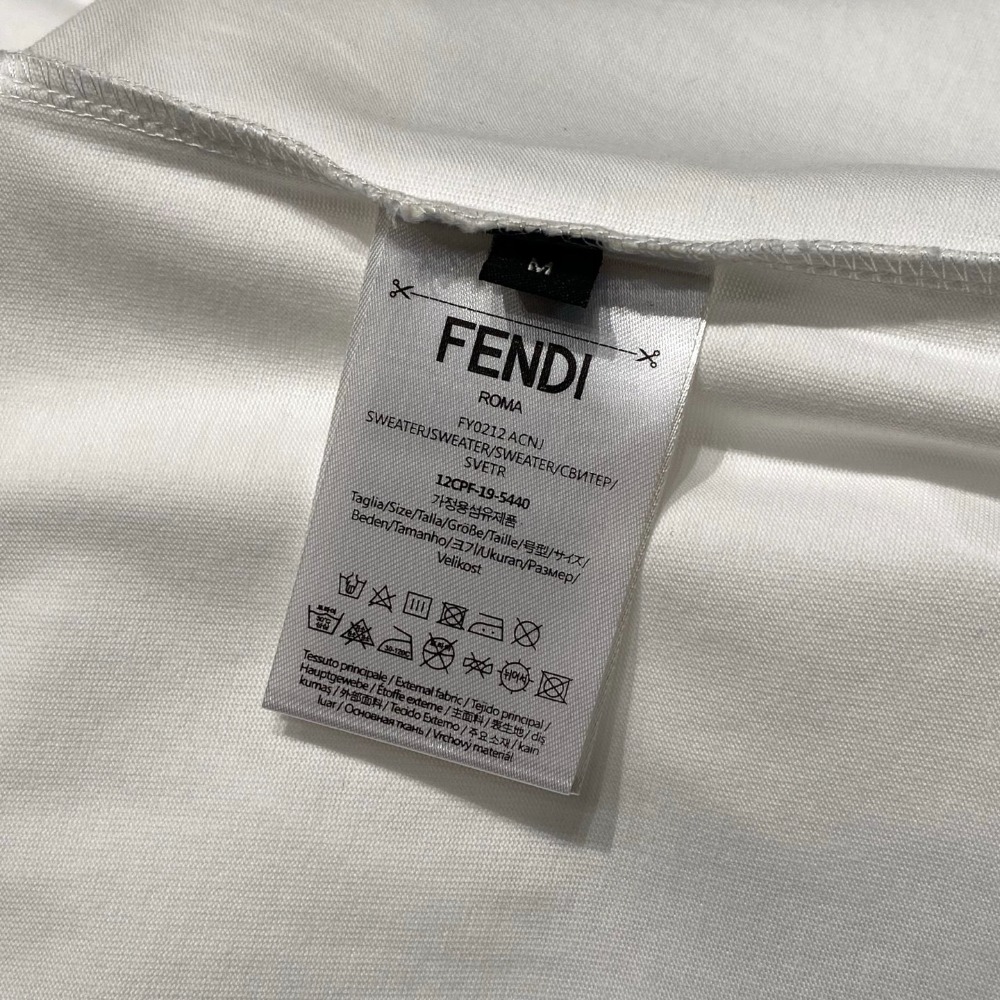 M
FENDI
ROMA
FY0212 ACNJ
SWEATERJSWEATER/SWEATER/СВИТЕР/
SVETR
12CPF-19-5440
가정용섬유제품
Taglia/Size/Talla/Größe/Taille/号型/サイズ/
Beden/Tamanho/크기/Ukuran/Размер/
Velikost
Tessuto principale / External fabric / Tejido principal /
Hauptgewebe / Étoffe externe / 主面料 / 表生地 / dış
kumaş / 外部面料 / Tecido Externo / 주요 소재 / kain
luar / Основная ткань / Vrchový materiál